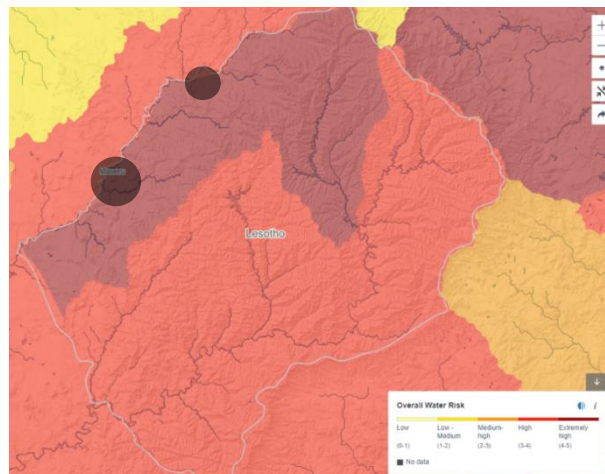 Maseru
Lesotho
Overall Water Risk
Low
Low -
Medium
Medium-
high
High
Extremely
high
(0-1)
(1-2)
(2-3)
(3-4)
(4-5)
No data